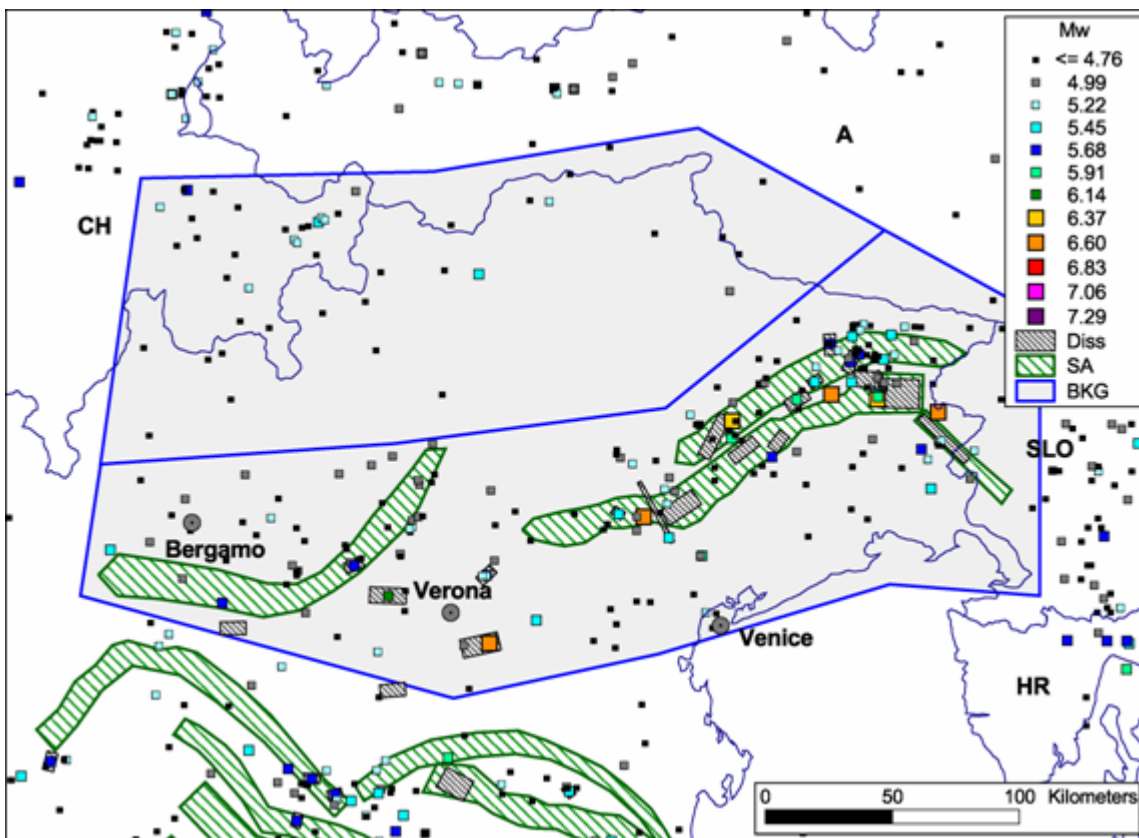 Mw
<= 4.76
4.99
5.22
5.45
5.68
5.91
6.14
6.37
6.60
6.83
7.06
7.29
Diss
SA
BKG
A
CH
SLO
Bergamo
Verona
Venice
HR
0 50 100 Kilometers